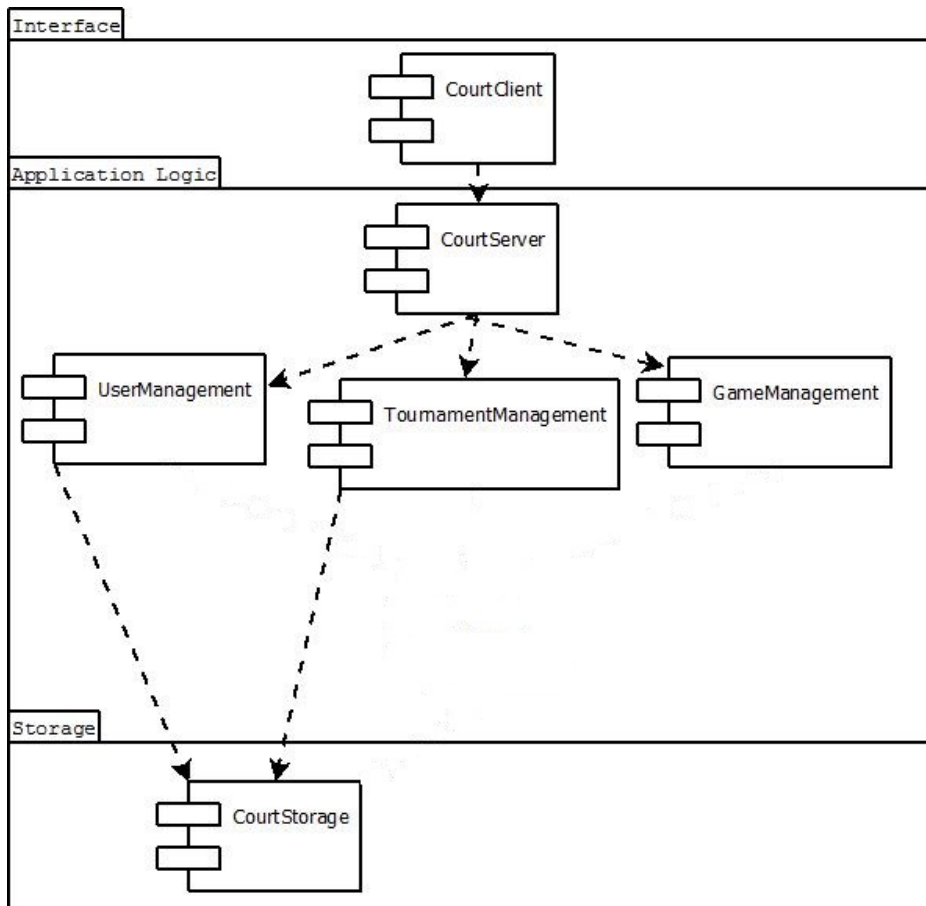 Interface
CourtClient
Application Logic
CourtServer
UserManagement
TournamentManagement
GameManagement
Storage
CourtStorage